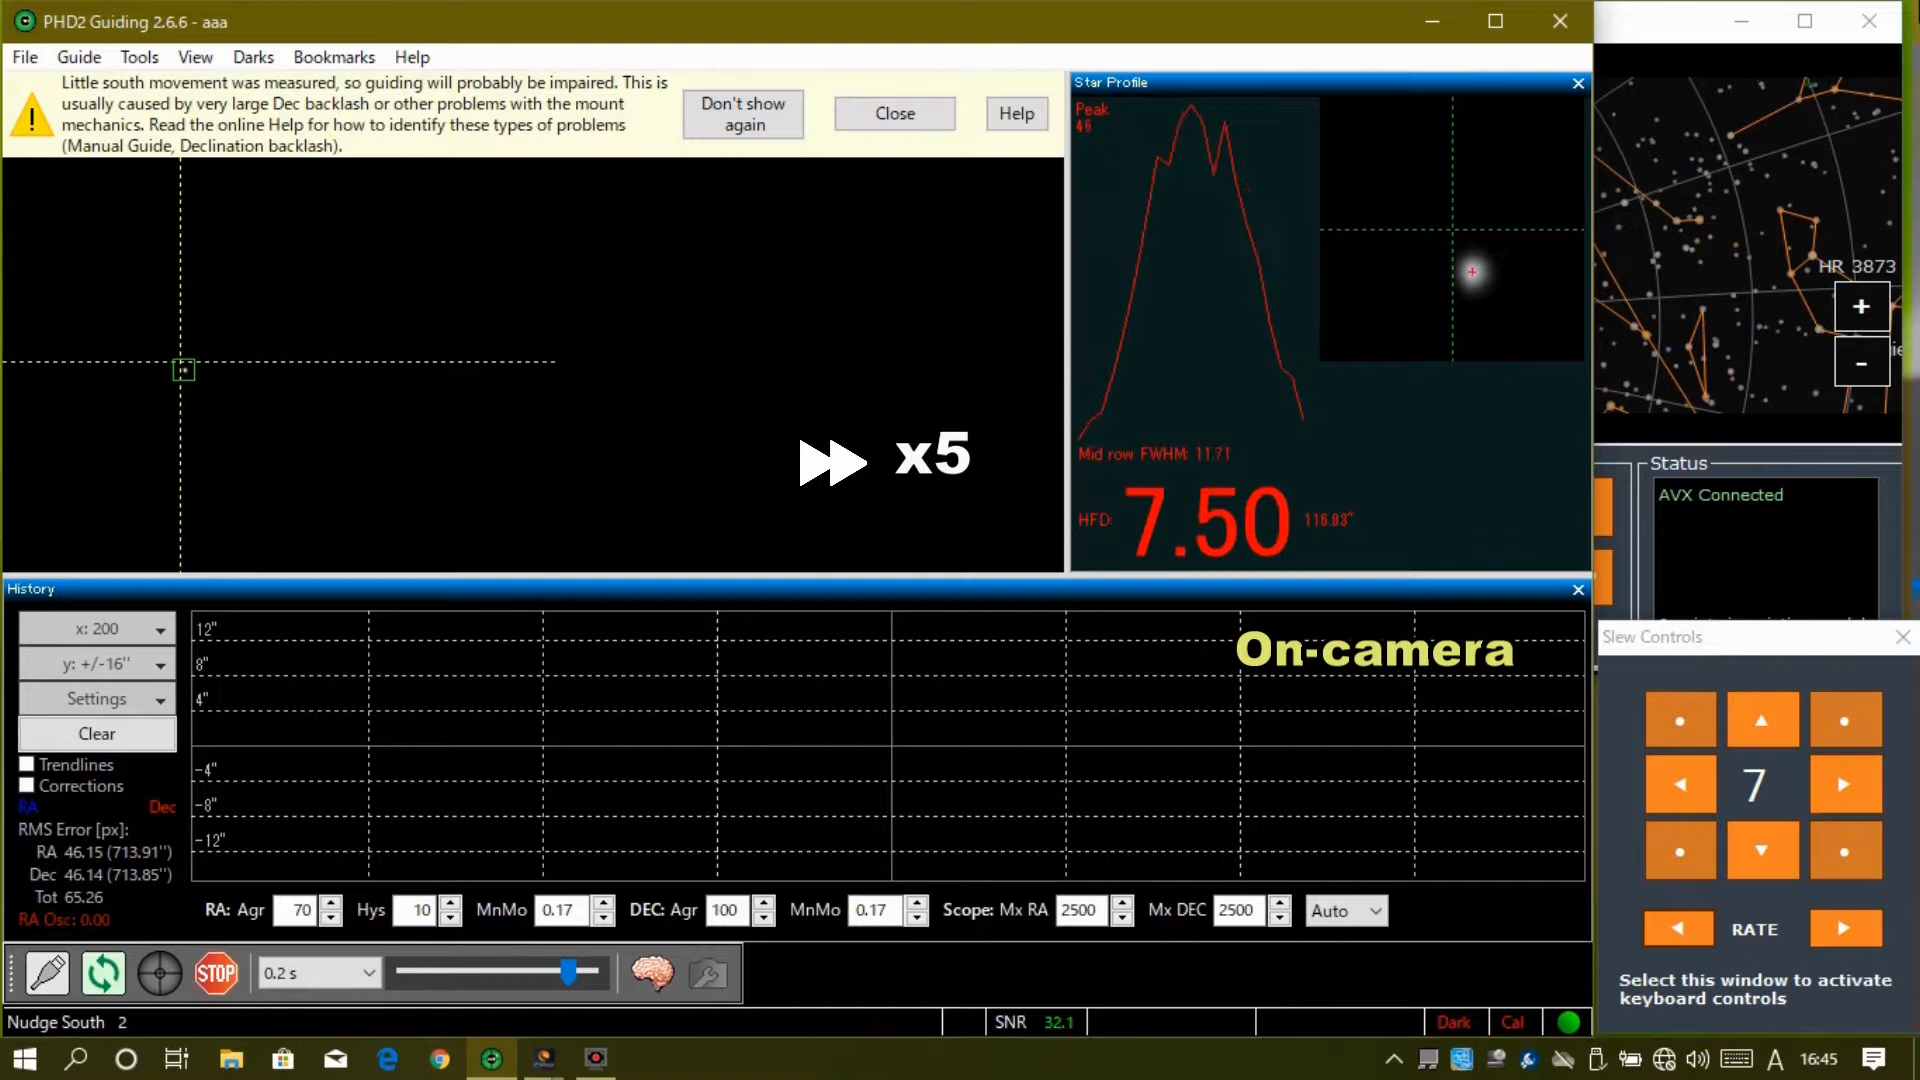 PHD2 Guiding 2.6.6 - aaa
File Guide Tools View Darks Bookmarks Help
Little south movement was measured, so guiding will probably be impaired. This is
usually caused by very large Dec backlash or other problems with the mount
mechanics. Read the online Help for how to identify these types of problems
(Manual Guide, Declination backlash).
Don't show
again
Close
Help
Star Profile
Peak
46
Mid row FWHM: 11.71
HFD: 7.50 116.03"
x5
HR 3873
+
-
Status
AVX Connected
History
x: 200
y: +/-16"
Settings
Clear
Trendlines
Corrections
RA Dec
RMS Error [px]:
RA 46.15 (713.91")
Dec 46.14 (713.85")
Tot 65.26
RA Osc: 0.00
12"
8"
4"
-4"
-8"
-12"
On-camera
RA: Agr 70 Hys 10 MnMo 0.17 DEC: Agr 100 MnMo 0.17 Scope: Mx RA 2500 Mx DEC 2500 Auto
STOP
0.2 s
Nudge South 2
SNR 32.1
Dark Cal
Slew Controls
7
RATE
Select this window to activate
keyboard controls
A 16:45